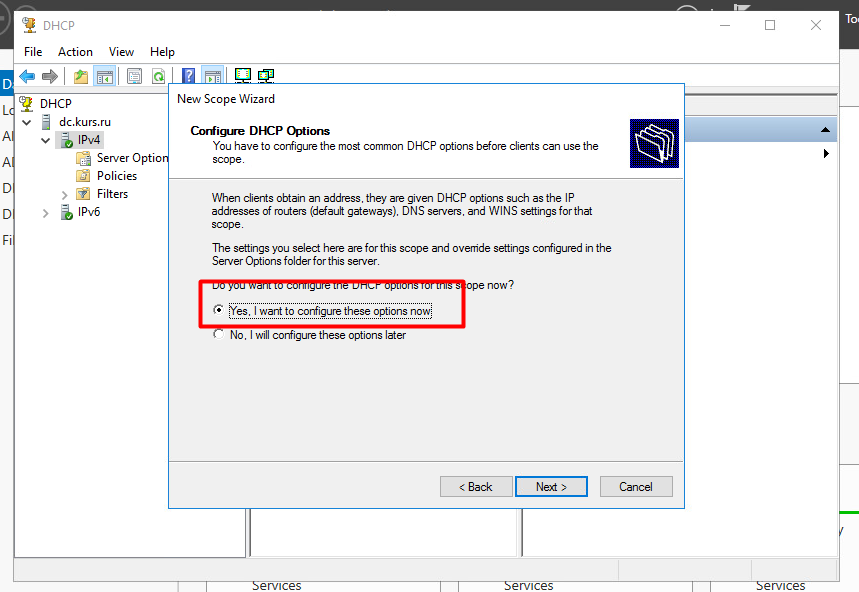 DHCP
To
File Action View Help
DHCP
dc.kurs.ru
IPv4
Server Option
Policies
Filters
IPv6
New Scope Wizard
Configure DHCP Options
You have to configure the most common DHCP options before clients can use the
scope.
When clients obtain an address, they are given DHCP options such as the IP
addresses of routers (default gateways), DNS servers, and WINS settings for that
scope.
The settings you select here are for this scope and override settings configured in the
Server Options folder for this server.
Do you want to configure the DHCP options for this scope now?
Yes, I want to configure these options now
No, I will configure these options later
< Back Next > Cancel
Services Services Services